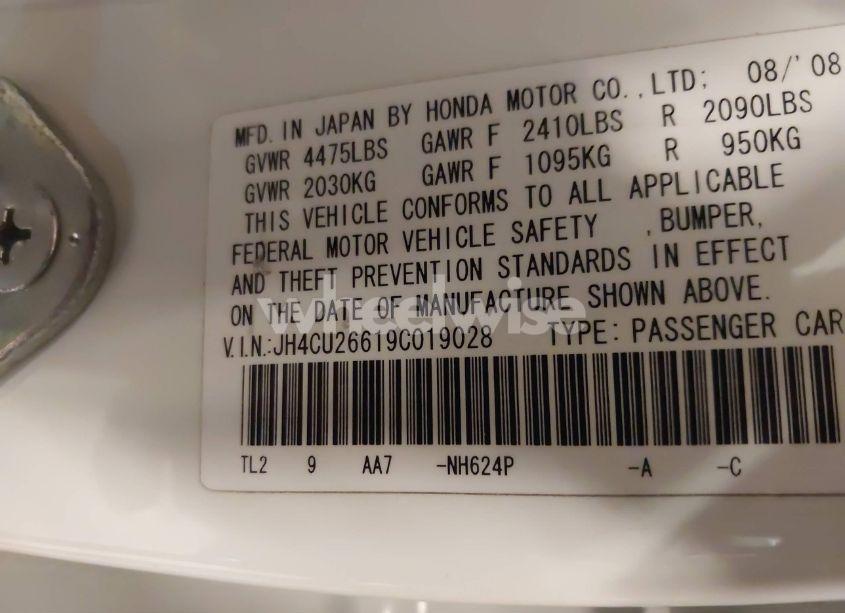 MFD. IN JAPAN BY HONDA MOTOR CO., LTD; 08/'08
GVWR 4475LBS GAWR F 2410LBS R 2090LBS
GVWR 2030KG GAWR F 1095KG R 950KG
THIS VEHICLE CONFORMS TO ALL APPLICABLE
FEDERAL MOTOR VEHICLE SAFETY , BUMPER,
AND THEFT PREVENTION STANDARDS IN EFFECT
ON THE DATE OF MANUFACTURE SHOWN ABOVE.
wheelwise
V.I.N.:JH4CU26619C019028 TYPE: PASSENGER CAR
TL2 9 AA7 -NH624P -A -C